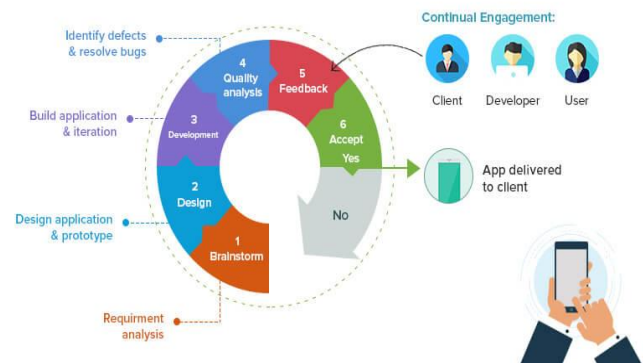 Continual Engagement:
Client
Developer
User
Identify defects
& resolve bugs
4
Quality
analysis
5
Feedback
Build application
& iteration
3
Development
6
Accept
Yes
App delivered
to client
2
Design
No
Design application
& prototype
1
Brainstorm
Requirment
analysis